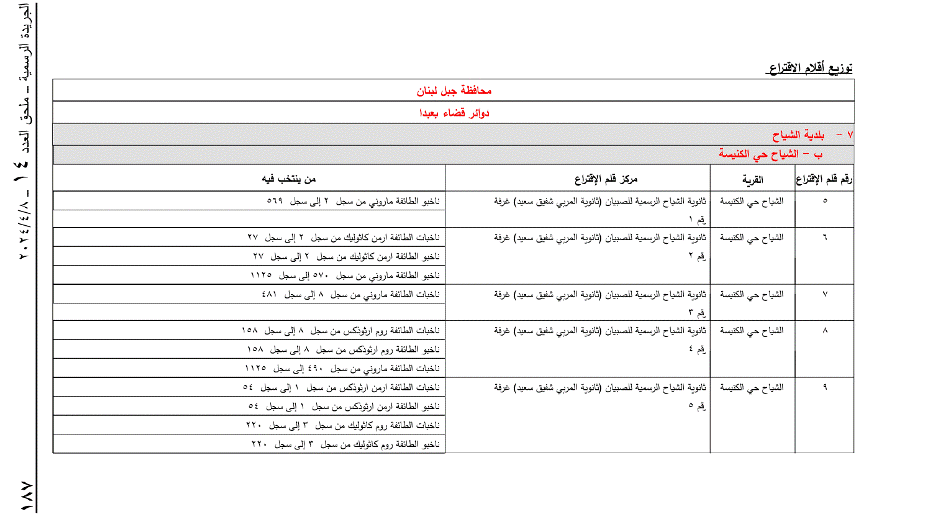 الجريدة الرسمية – ملحق العدد ١٤ – ٢٠٢٤/٤/٨
توزيع أقلام الاقتراع
محافظة جبل لبنان
دوائر قضاء بعبدا
٧ - بلدية الشياح
ب - الشياح حي الكنيسة
رقم قلم الإقتراع القرية مركز قلم الإقتراع من ينتخب فيه
٥ الشياح حي الكنيسة ثانوية الشياح الرسمية للصبيان (ثانوية المربي شفيق سعيد) غرفة ناخبو الطائفة ماروني من سجل ٢ إلى سجل ٥٦٩
رقم ١
٦ الشياح حي الكنيسة ثانوية الشياح الرسمية للصبيان (ثانوية المربي شفيق سعيد) غرفة ناخبات الطائفة ارمن كاثوليك من سجل ٢ إلى سجل ٢٧
رقم ٢ ناخبو الطائفة ارمن كاثوليك من سجل ٢ إلى سجل ٢٧
ناخبو الطائفة ماروني من سجل ٥٧٠ إلى سجل ١١٢٥
٧ الشياح حي الكنيسة ثانوية الشياح الرسمية للصبيان (ثانوية المربي شفيق سعيد) غرفة ناخبات الطائفة ماروني من سجل ٨ إلى سجل ٤٨١
رقم ٣
٨ الشياح حي الكنيسة ثانوية الشياح الرسمية للصبيان (ثانوية المربي شفيق سعيد) غرفة ناخبات الطائفة روم ارثوذكس من سجل ٨ إلى سجل ١٥٨
رقم ٤ ناخبو الطائفة روم ارثوذكس من سجل ٨ إلى سجل ١٥٨
ناخبات الطائفة ماروني من سجل ٤٩٠ إلى سجل ١١٢٥
٩ الشياح حي الكنيسة ثانوية الشياح الرسمية للصبيان (ثانوية المربي شفيق سعيد) غرفة ناخبات الطائفة ارمن ارثوذكس من سجل ١ إلى سجل ٥٤
رقم ٥ ناخبو الطائفة ارمن ارثوذكس من سجل ١ إلى سجل ٥٤
ناخبات الطائفة روم كاثوليك من سجل ٣ إلى سجل ٢٢٠
ناخبو الطائفة روم كاثوليك من سجل ٣ إلى سجل ٢٢٠
١٨٧